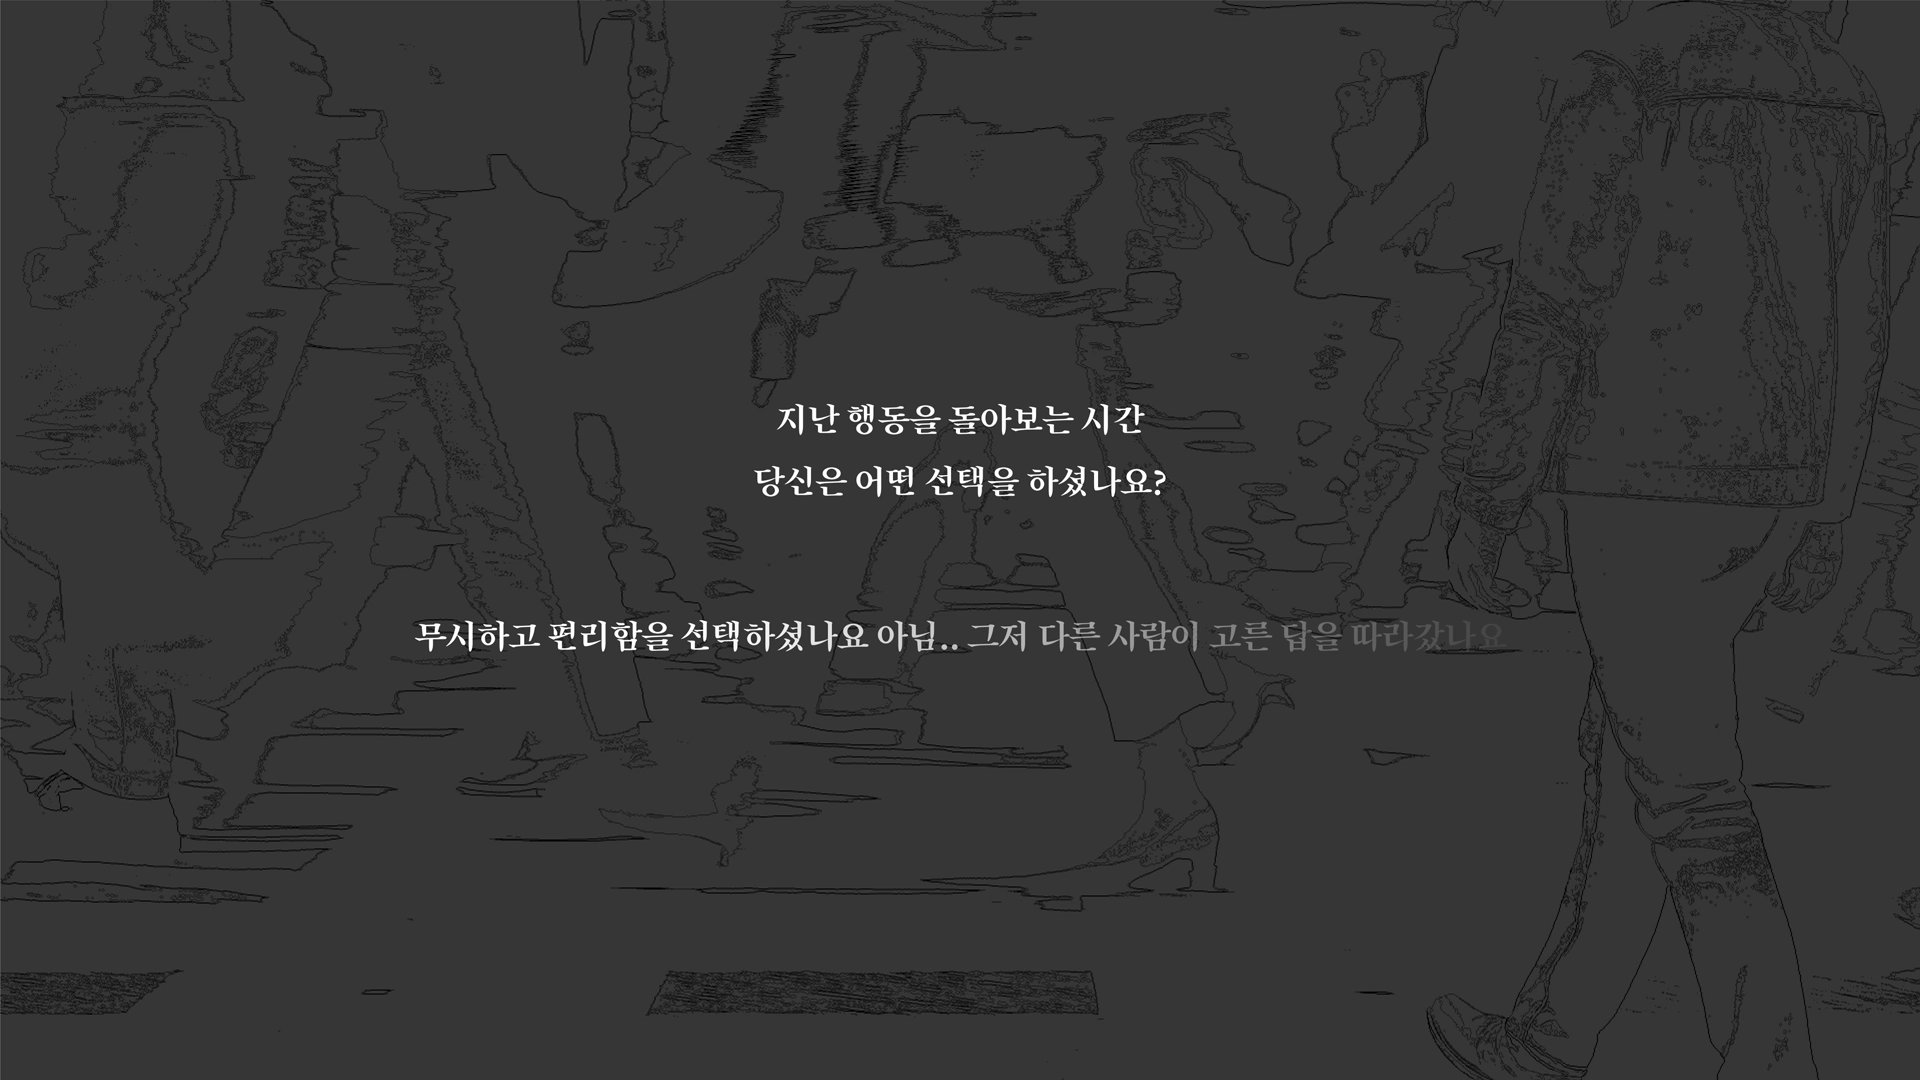 지난 행동을 돌아보는 시간
당신은 어떤 선택을 하셨나요?
무시하고 편리함을 선택하셨나요 아님.. 그저 다른 사람이 고른 답을 따라갔나요